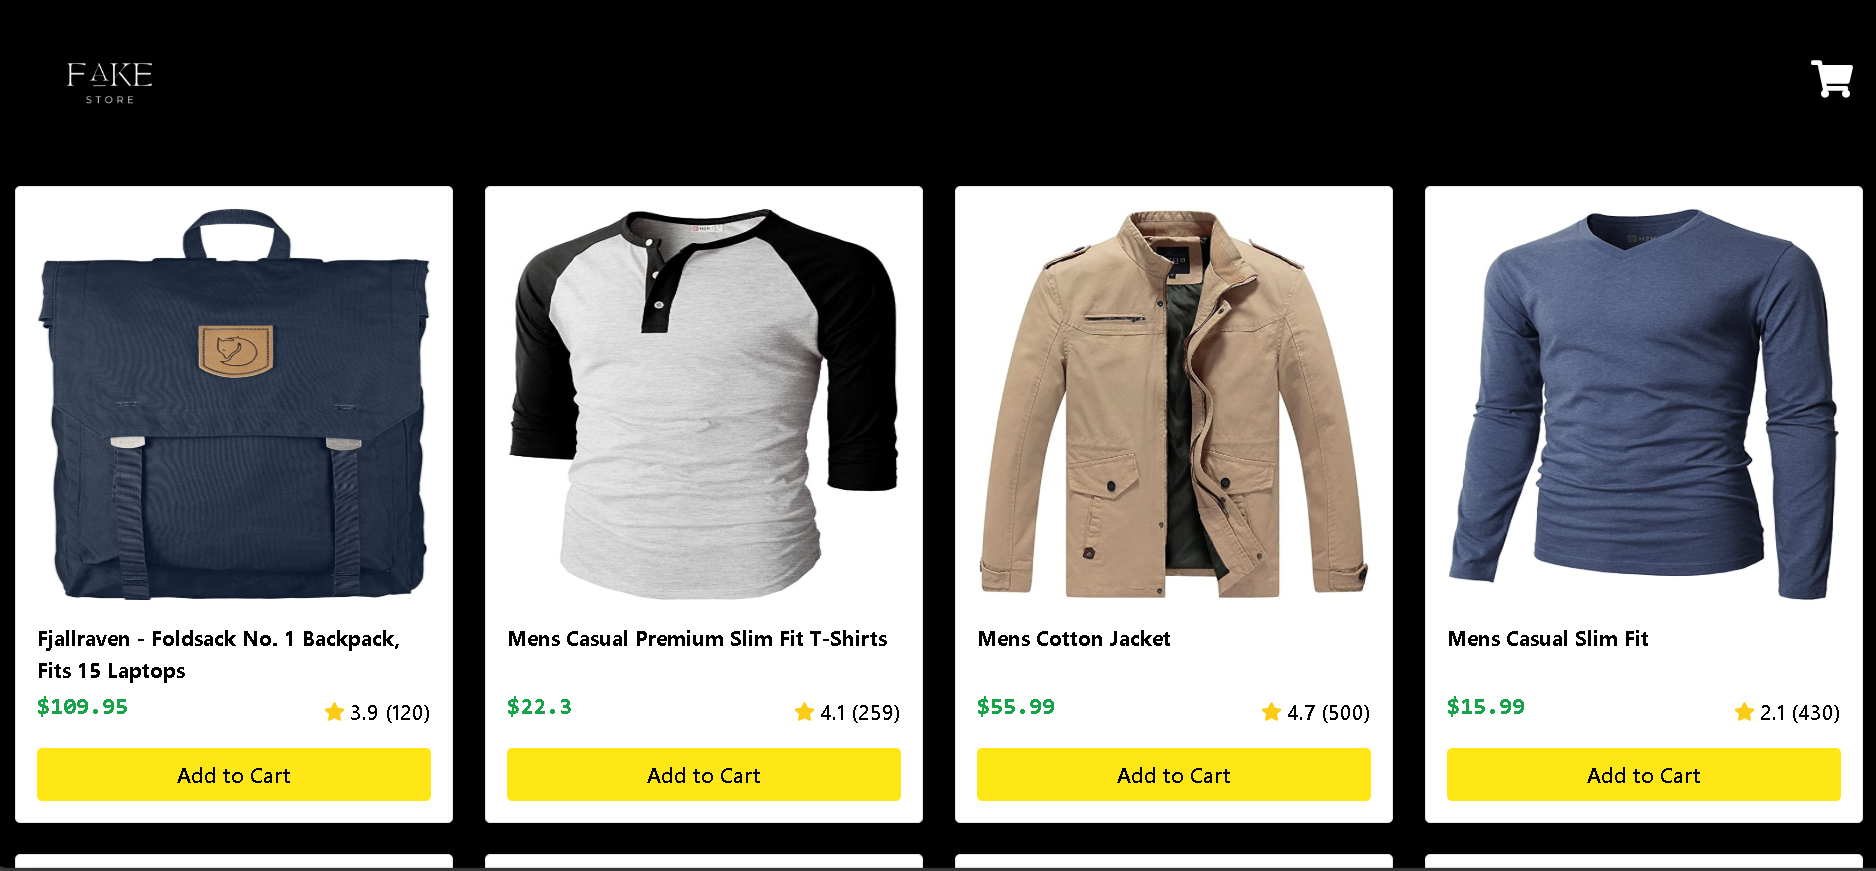 FAKE
STORE
Fjallraven - Foldsack No. 1 Backpack,
Fits 15 Laptops
$109.95
3.9 (120)
Add to Cart
Mens Casual Premium Slim Fit T-Shirts
$22.3
4.1 (259)
Add to Cart
Mens Cotton Jacket
$55.99
4.7 (500)
Add to Cart
Mens Casual Slim Fit
$15.99
2.1 (430)
Add to Cart